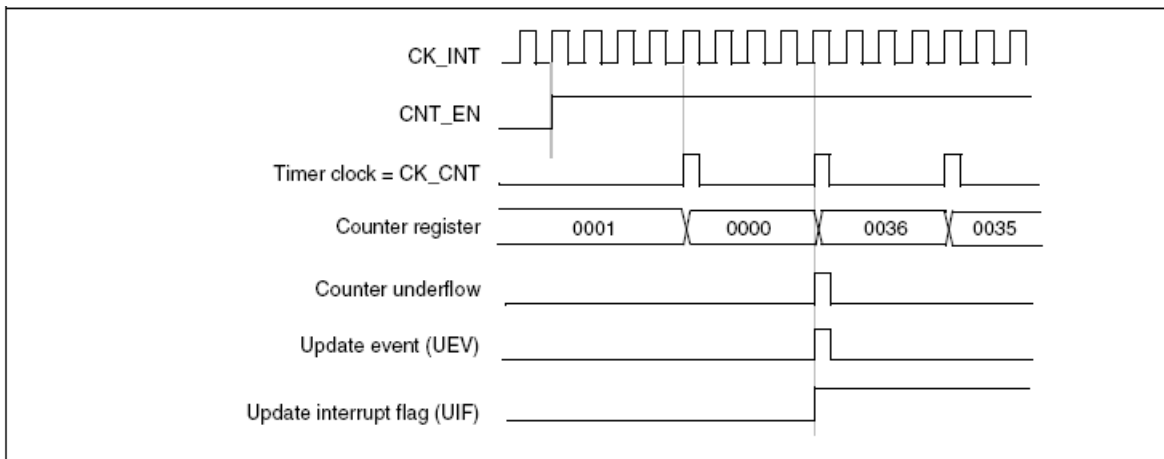 CK_INT
CNT_EN
Timer clock = CK_CNT
Counter register 0001 0000 0036 0035
Counter underflow
Update event (UEV)
Update interrupt flag (UIF)